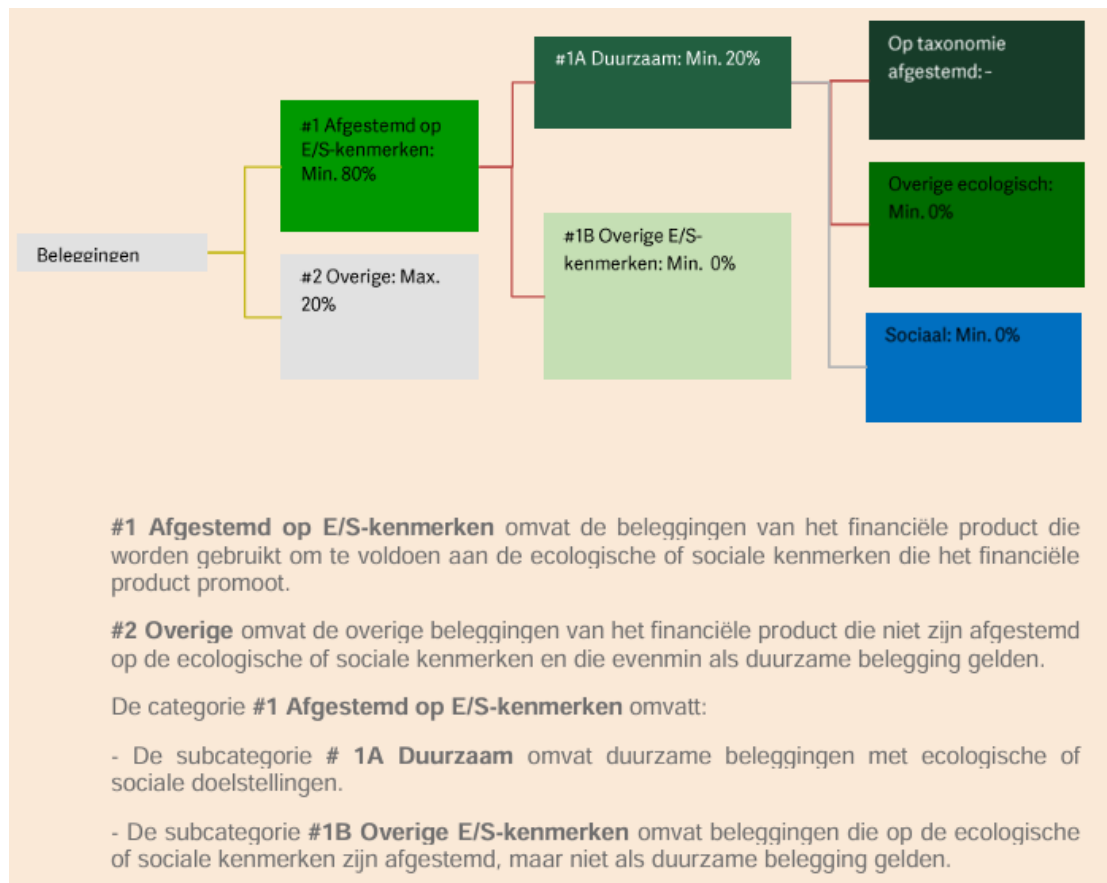 Beleggingen
#1 Afgestemd op
E/S-kenmerken:
Min. 80%
#2 Overige: Max.
20%
#1A Duurzaam: Min. 20%
#1B Overige E/S-
kenmerken: Min. 0%
Op taxonomie
afgestemd: -
Overige ecologisch:
Min. 0%
Sociaal: Min. 0%
#1 Afgestemd op E/S-kenmerken omvat de beleggingen van het financiële product die
worden gebruikt om te voldoen aan de ecologische of sociale kenmerken die het financiële
product promoot.
#2 Overige omvat de overige beleggingen van het financiële product die niet zijn afgestemd
op de ecologische of sociale kenmerken en die evenmin als duurzame belegging gelden.
De categorie #1 Afgestemd op E/S-kenmerken omvatt:
- De subcategorie # 1A Duurzaam omvat duurzame beleggingen met ecologische of
sociale doelstellingen.
- De subcategorie #1B Overige E/S-kenmerken omvat beleggingen die op de ecologische
of sociale kenmerken zijn afgestemd, maar niet als duurzame belegging gelden.